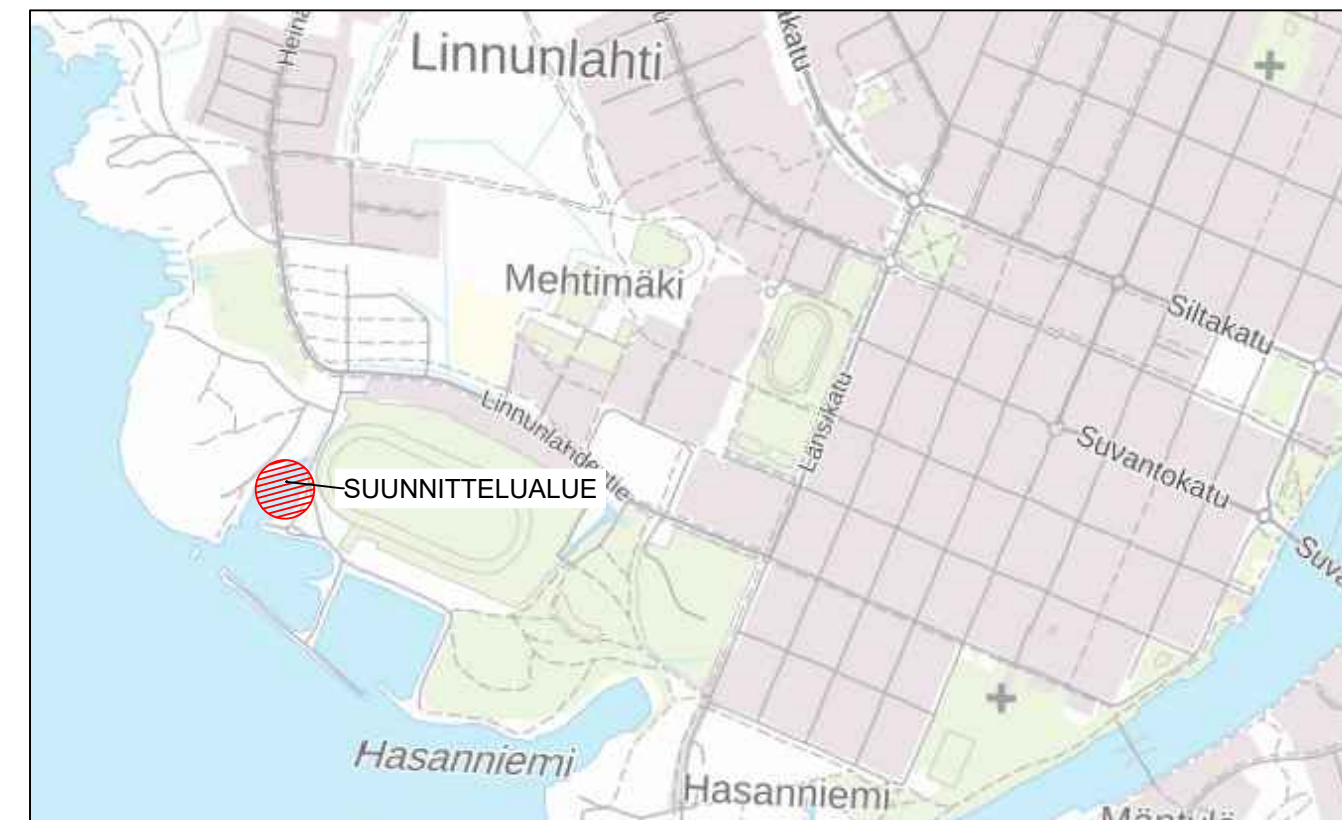 Linnunlahti
Mehtimäki
Siltakatu
Länsikatu
Linnunlahdentie
Suvantokatu
SUUNNITTELUALUE
Hasanniemi
Hasanniemi